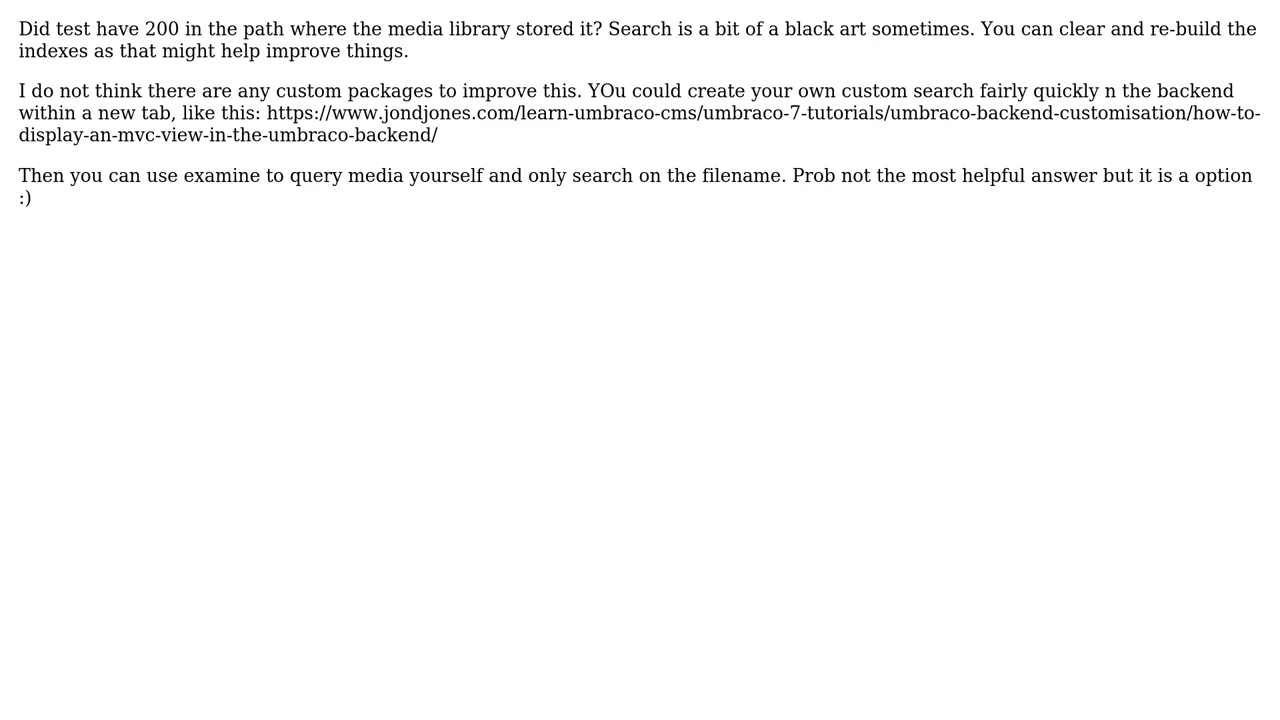 Did test have 200 in the path where the media library stored it? Search is a bit of a black art sometimes. You can clear and re-build the
indexes as that might help improve things.
I do not think there are any custom packages to improve this. YOu could create your own custom search fairly quickly n the backend
within a new tab, like this: https://www.jondjones.com/learn-umbraco-cms/umbraco-7-tutorials/umbraco-backend-customisation/how-to-
display-an-mvc-view-in-the-umbraco-backend/
Then you can use examine to query media yourself and only search on the filename. Prob not the most helpful answer but it is a option
:)